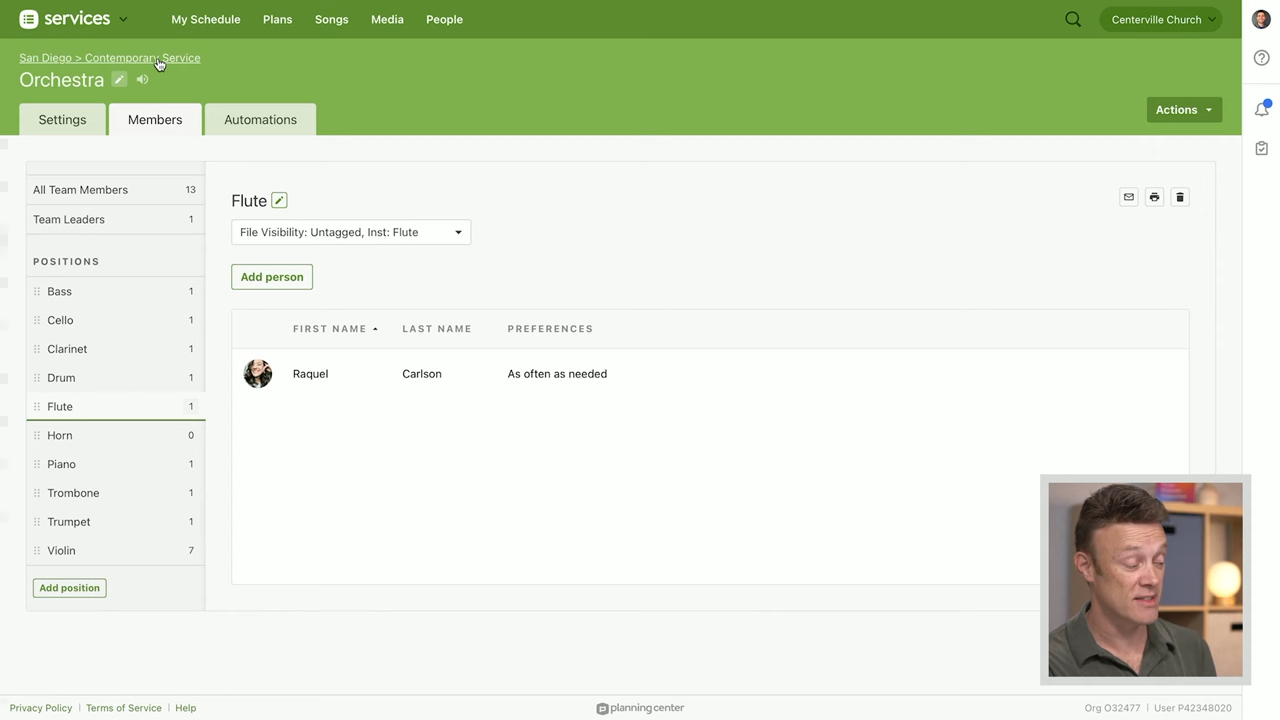 services
My Schedule
Plans
Songs
Media
People
Centerville Church
San Diego > Contemporary Service
Orchestra
Settings
Members
Automations
Actions
All Team Members 13
Team Leaders 1
POSITIONS
Bass 1
Cello 1
Clarinet 1
Drum 1
Flute 1
Horn 0
Piano 1
Trombone 1
Trumpet 1
Violin 7
Add position
Flute
File Visibility: Untagged, Inst: Flute
Add person
FIRST NAME LAST NAME PREFERENCES
Raquel Carlson As often as needed
Privacy Policy | Terms of Service | Help
planning center
Org O32477 | User P42348020